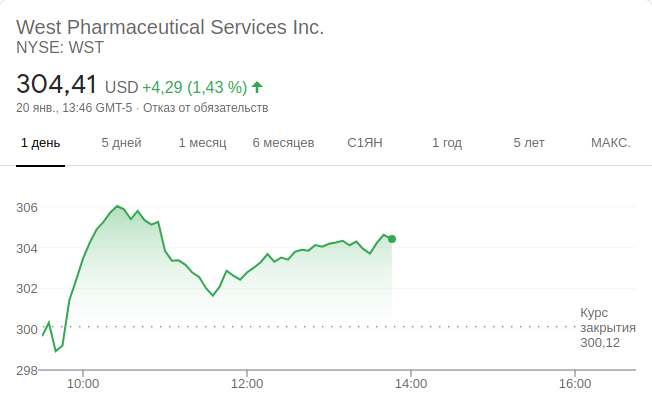 West Pharmaceutical Services Inc.
NYSE: WST
304,41 USD +4,29 (1,43 %)
20 янв., 13:46 GMT-5 · Отказ от обязательств
1 день 5 дней 1 месяц 6 месяцев С1ЯН 1 год 5 лет МАКС.
306
304
302
300
298
Курс
закрытия
300,12
10:00 12:00 14:00 16:00